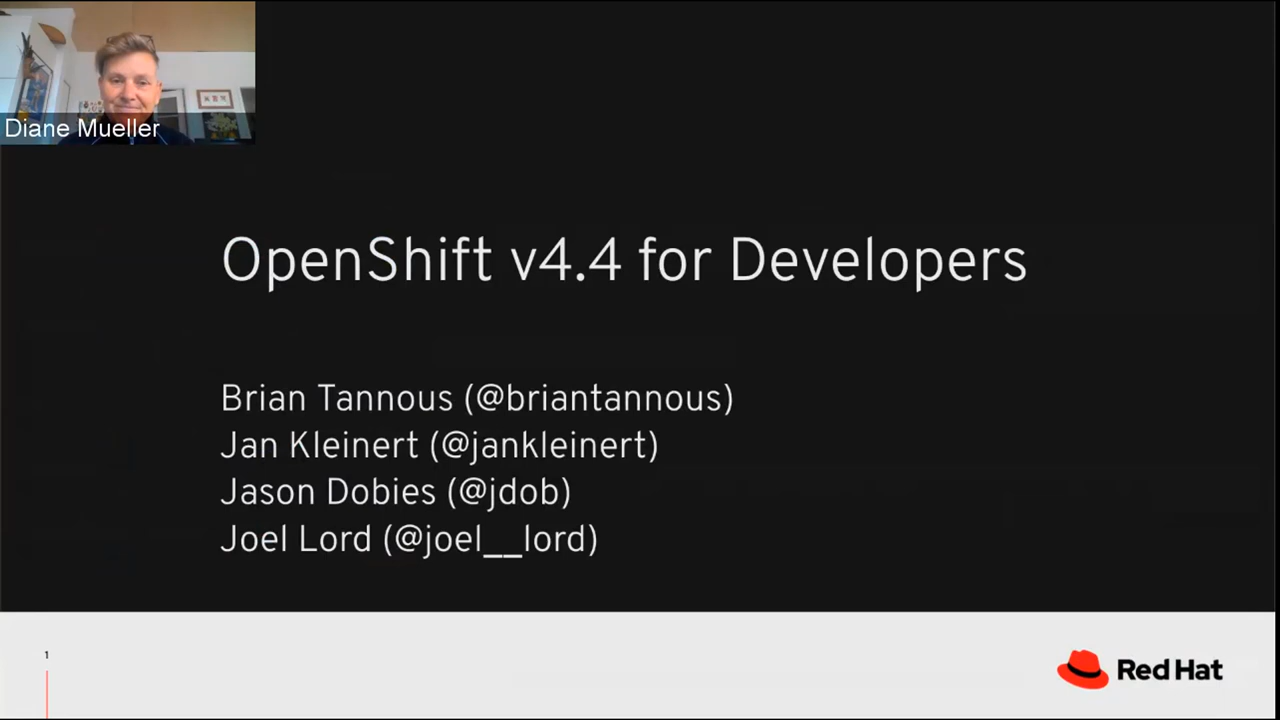 Diane Mueller
OpenShift v4.4 for Developers
Brian Tannous (@briantannous)
Jan Kleinert (@jankleinert)
Jason Dobies (@jdob)
Joel Lord (@joel__lord)
1
Red Hat